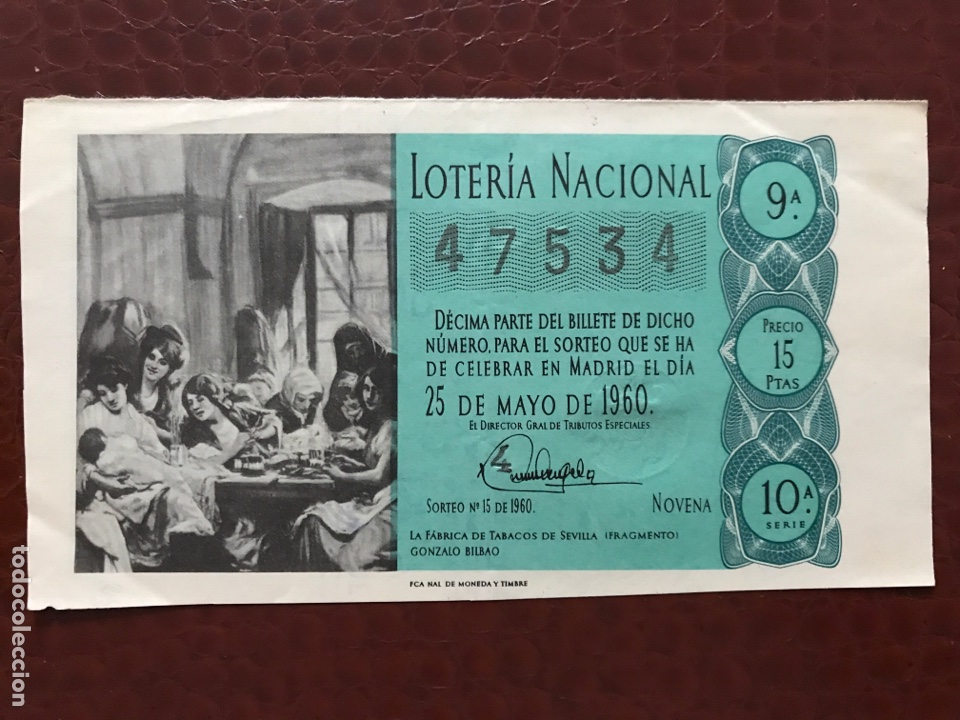 LOTERÍA NACIONAL
47534
DÉCIMA PARTE DEL BILLETE DE DICHO
NÚMERO, PARA EL SORTEO QUE SE HA
DE CELEBRAR EN MADRID EL DÍA
25 DE MAYO DE 1960.
EL DIRECTOR GRAL DE TRIBUTOS ESPECIALES
SORTEO Nº 15 DE 1960.
NOVENA
LA FÁBRICA DE TABACOS DE SEVILLA (FRAGMENTO)
GONZALO BILBAO
FCA NAL DE MONEDA Y TIMBRE
9.ª
PRECIO
15
PTAS
10.ª
SERIE
todocoleccion